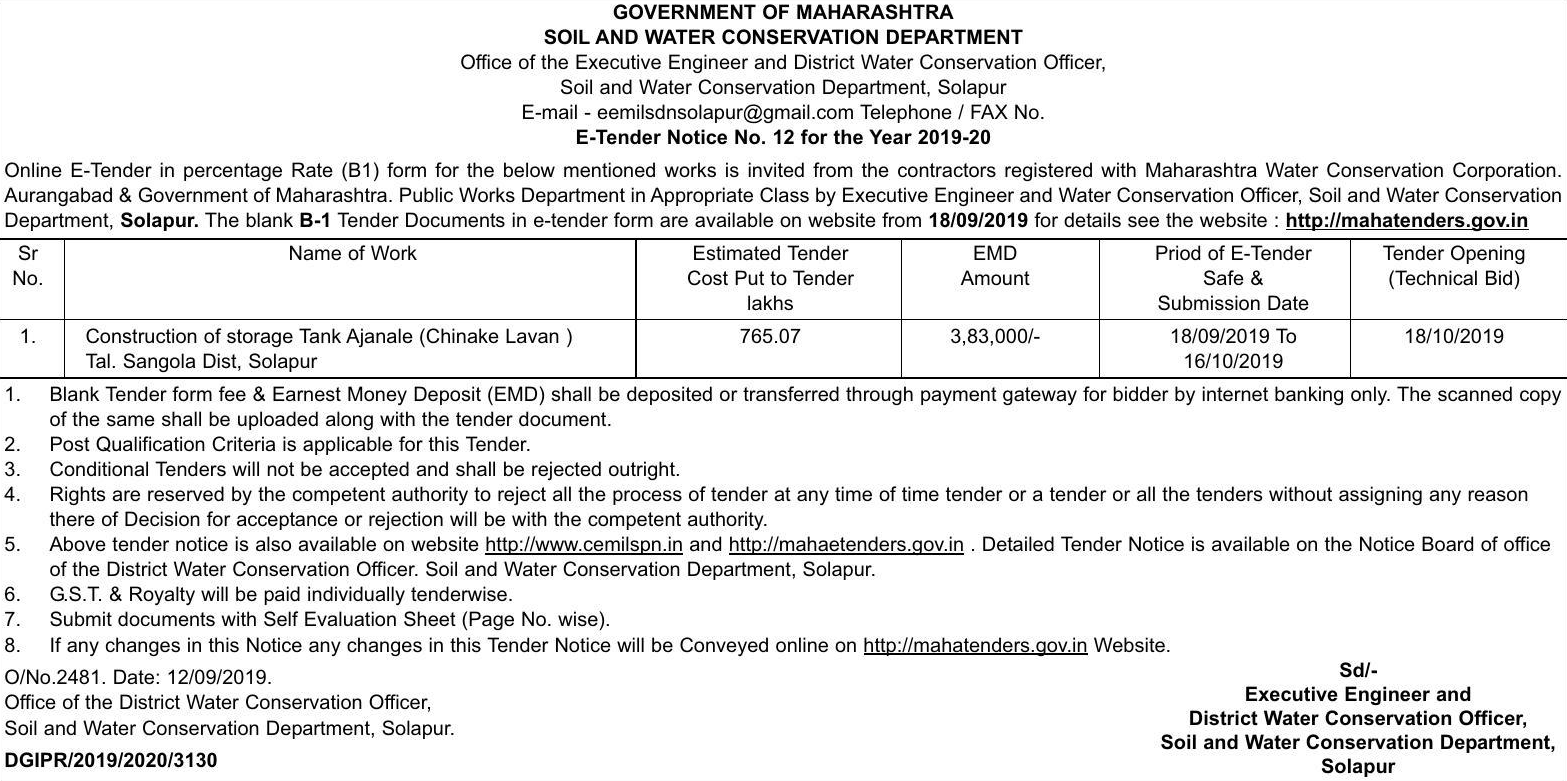 GOVERNMENT OF MAHARASHTRA
SOIL AND WATER CONSERVATION DEPARTMENT
Office of the Executive Engineer and District Water Conservation Officer,
Soil and Water Conservation Department, Solapur
E-mail - eemilsdnsolapur@gmail.com Telephone / FAX No.
E-Tender Notice No. 12 for the Year 2019-20
Online E-Tender in percentage Rate (B1) form for the below mentioned works is invited from the contractors registered with Maharashtra Water Conservation Corporation.
Aurangabad & Government of Maharashtra. Public Works Department in Appropriate Class by Executive Engineer and Water Conservation Officer, Soil and Water Conservation
Department, Solapur. The blank B-1 Tender Documents in e-tender form are available on website from 18/09/2019 for details see the website : http://mahatenders.gov.in
Sr No. Name of Work Estimated Tender Cost Put to Tender lakhs EMD Amount Priod of E-Tender Safe & Submission Date Tender Opening (Technical Bid)
1. Construction of storage Tank Ajanale (Chinake Lavan ) 765.07 3,83,000/- 18/09/2019 To 18/10/2019
Tal. Sangola Dist, Solapur 16/10/2019
1. Blank Tender form fee & Earnest Money Deposit (EMD) shall be deposited or transferred through payment gateway for bidder by internet banking only. The scanned copy
of the same shall be uploaded along with the tender document.
2. Post Qualification Criteria is applicable for this Tender.
3. Conditional Tenders will not be accepted and shall be rejected outright.
4. Rights are reserved by the competent authority to reject all the process of tender at any time of time tender or a tender or all the tenders without assigning any reason
there of Decision for acceptance or rejection will be with the competent authority.
5. Above tender notice is also available on website http://www.cemilspn.in and http://mahaetenders.gov.in . Detailed Tender Notice is available on the Notice Board of office
of the District Water Conservation Officer. Soil and Water Conservation Department, Solapur.
6. G.S.T. & Royalty will be paid individually tenderwise.
7. Submit documents with Self Evaluation Sheet (Page No. wise).
8. If any changes in this Notice any changes in this Tender Notice will be Conveyed online on http://mahatenders.gov.in Website.
O/No.2481. Date: 12/09/2019.
Office of the District Water Conservation Officer,
Soil and Water Conservation Department, Solapur.
DGIPR/2019/2020/3130
Sd/-
Executive Engineer and
District Water Conservation Officer,
Soil and Water Conservation Department,
Solapur